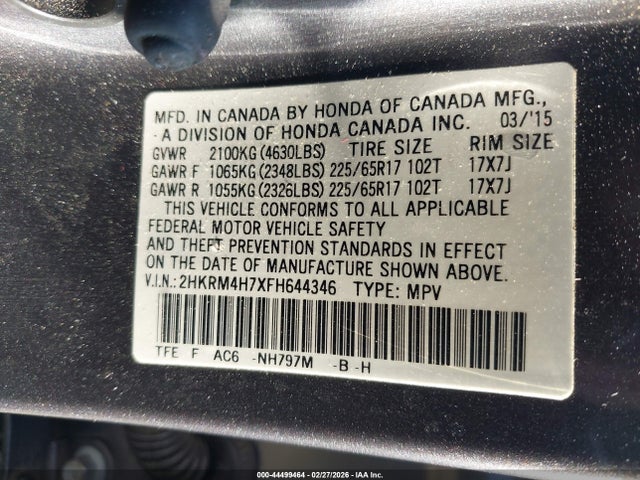 MFD. IN CANADA BY HONDA OF CANADA MFG.,
- A DIVISION OF HONDA CANADA INC. 03/'15
GVWR 2100KG (4630LBS) TIRE SIZE RIM SIZE
GAWR F 1065KG (2348LBS) 225/65R17 102T 17X7J
GAWR R 1055KG (2326LBS) 225/65R17 102T 17X7J
THIS VEHICLE CONFORMS TO ALL APPLICABLE
FEDERAL MOTOR VEHICLE SAFETY
AND THEFT PREVENTION STANDARDS IN EFFECT
ON THE DATE OF MANUFACTURE SHOWN ABOVE.
V.I.N.: 2HKRM4H7XFH644346 TYPE: MPV
TFE F AC6 -NH797M -B -H
000-44499464 - 02/27/2026 - IAA Inc.